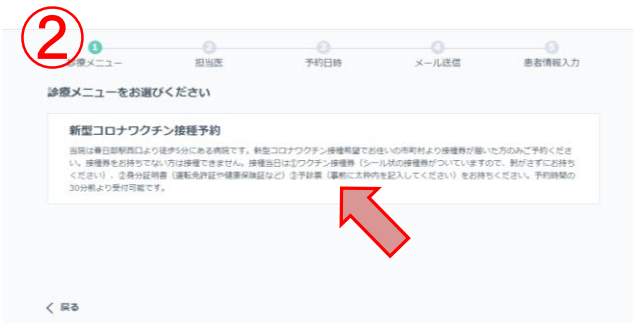 ②
1 2 3 4 5
診療メニュー 担当医 予約日時 メール送信 患者情報入力
診療メニューをお選びください
新型コロナワクチン接種予約
当院は春日部駅西口より徒歩5分にある病院です。新型コロナワクチン接種希望でお住いの市町村より接種券が届いた方のみご予約くださ
い。接種券をお持ちでない方は接種できません。接種当日は①ワクチン接種券（シール状の接種券がついていますので、剥がさずにお持ち
ください）．②身分証明書（運転免許証や健康保険証など）③予診票（事前に太枠内を記入してください）をお持ちください。予約時間の
30分前より受付可能です。
〈 戻る